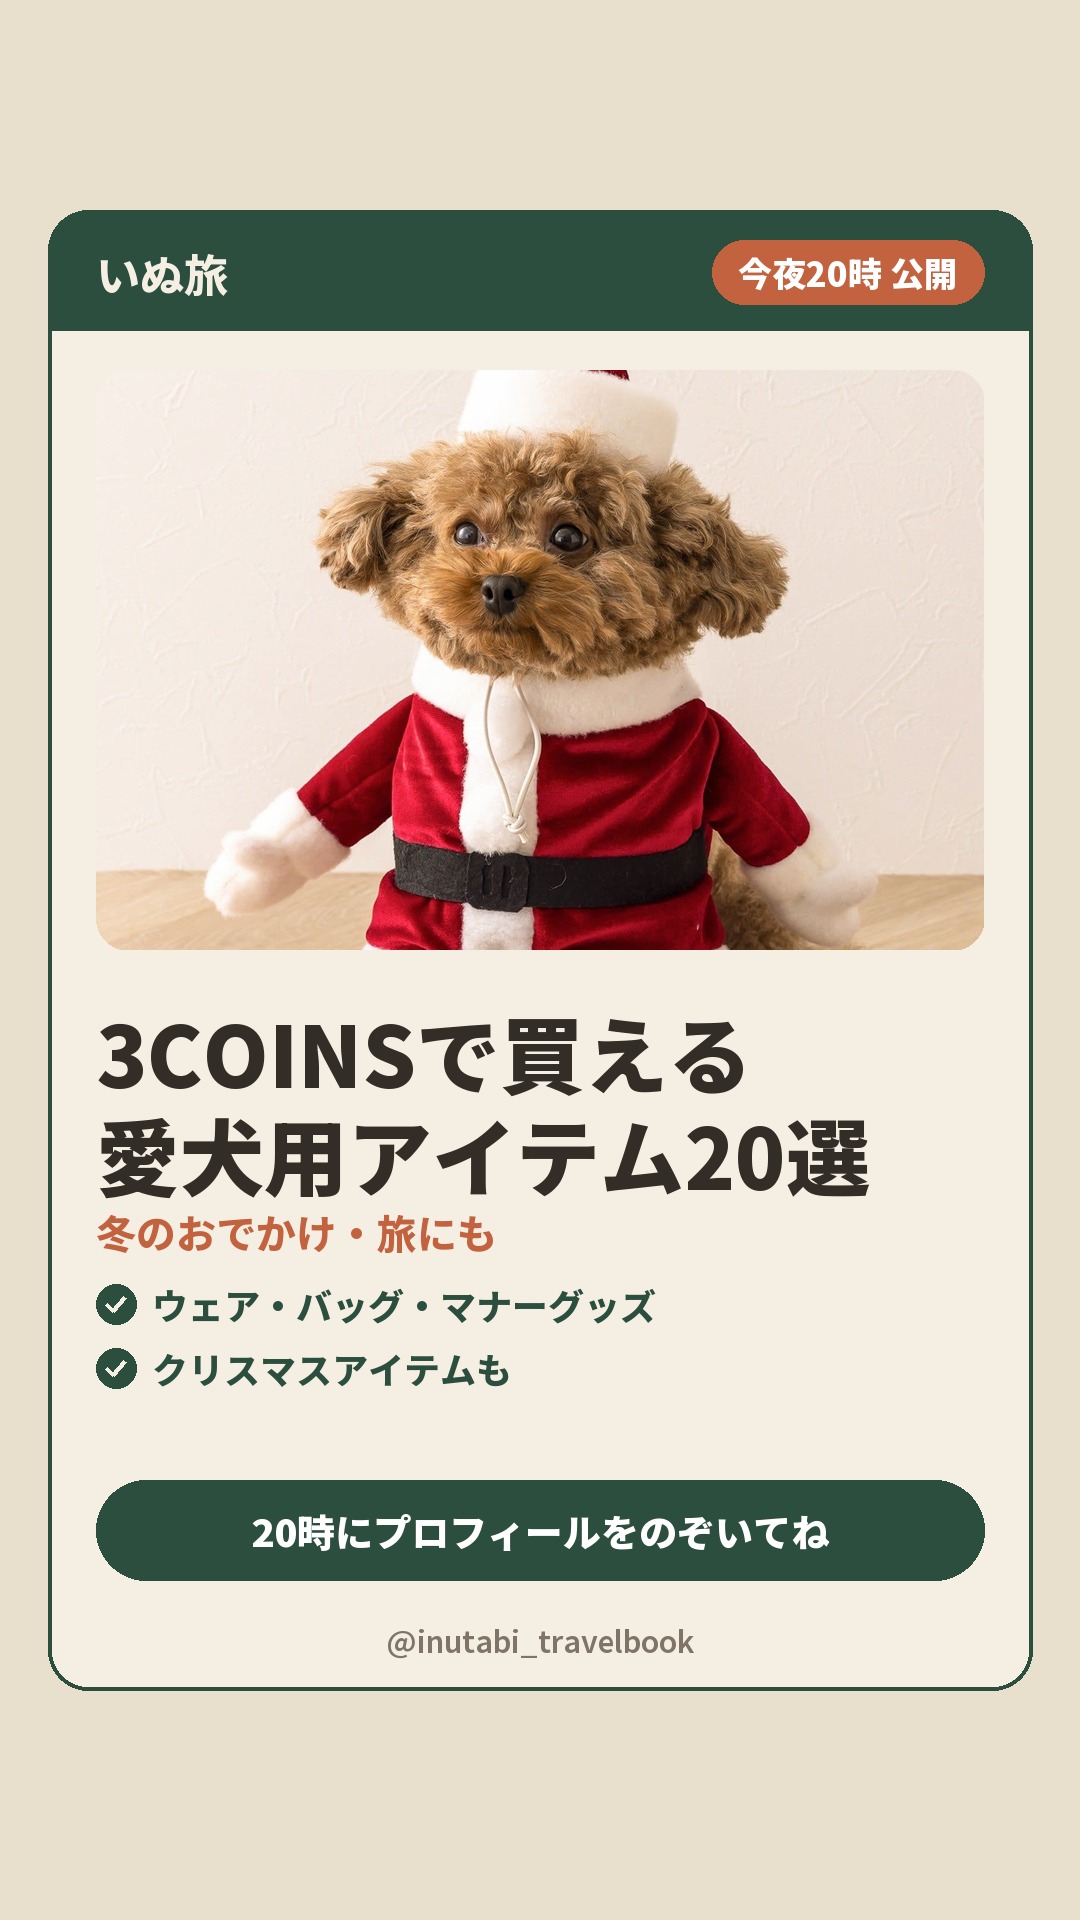 いぬ旅
今夜20時 公開
3COINSで買える
愛犬用アイテム20選
冬のおでかけ・旅にも
ウェア・バッグ・マナーグッズ
クリスマスアイテムも
20時にプロフィールをのぞいてね
@inutabi_travelbook